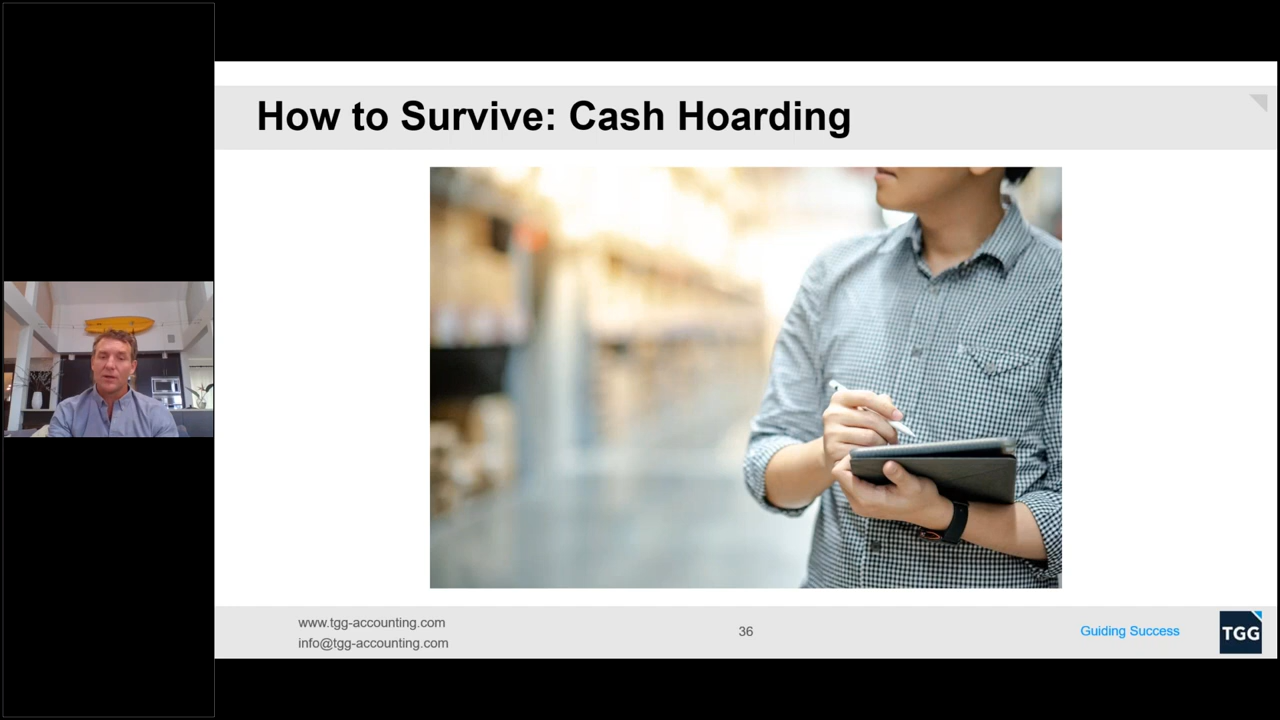 How to Survive: Cash Hoarding
www.tgg-accounting.com
info@tgg-accounting.com
36
Guiding Success
TGG